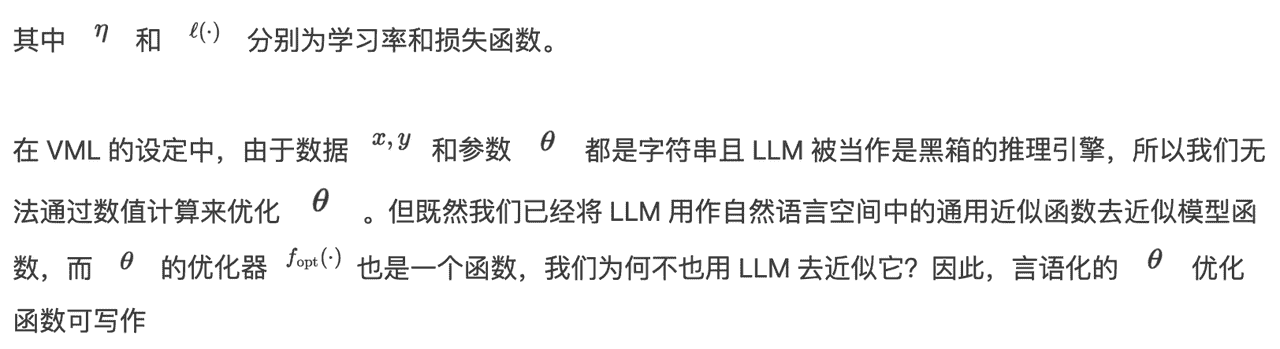 其中 η 和 ℓ(·) 分别为学习率和损失函数。
在 VML 的设定中，由于数据 x, y 和参数 θ 都是字符串且 LLM 被当作是黑箱的推理引擎，所以我们无
法通过数值计算来优化 θ 。但既然我们已经将 LLM 用作自然语言空间中的通用近似函数去近似模型函
数，而 θ 的优化器 f_opt(·) 也是一个函数，我们为何不也用 LLM 去近似它？因此，言语化的 θ 优化
函数可写作